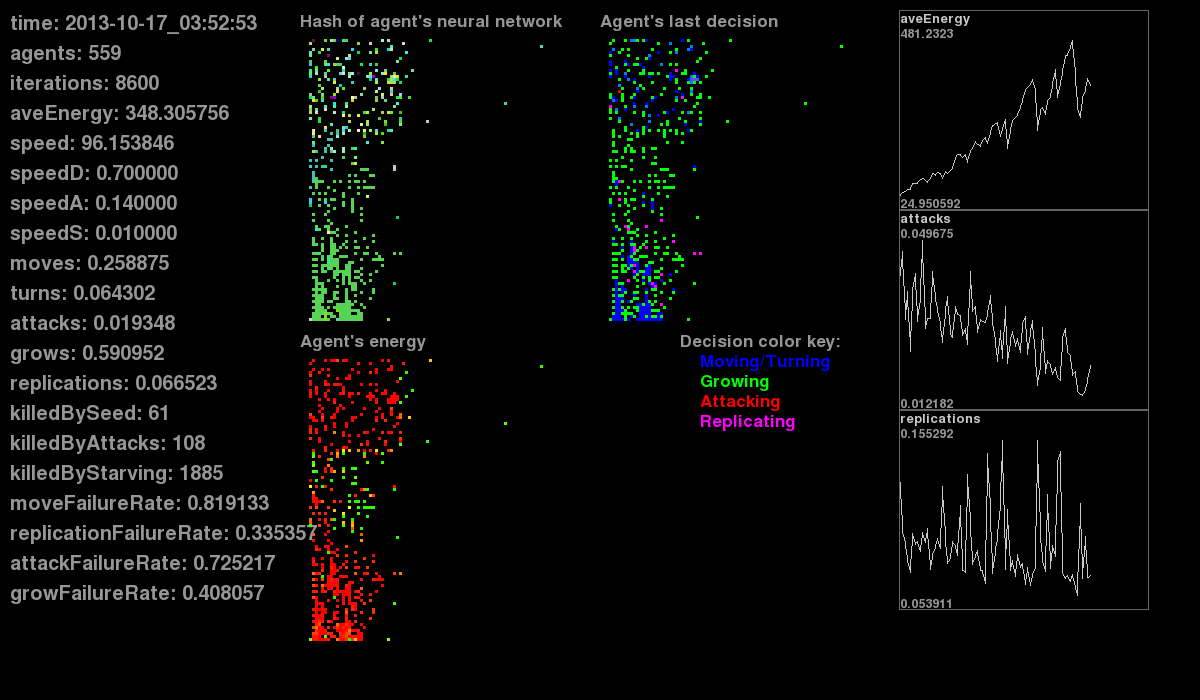 time: 2013-10-17_03:52:53
agents: 559
iterations: 8600
aveEnergy: 348.305756
speed: 96.153846
speedD: 0.700000
speedA: 0.140000
speedS: 0.010000
moves: 0.258875
turns: 0.064302
attacks: 0.019348
grows: 0.590952
replications: 0.066523
killedBySeed: 61
killedByAttacks: 108
killedByStarving: 1885
moveFailureRate: 0.819133
replicationFailureRate: 0.335357
attackFailureRate: 0.725217
growFailureRate: 0.408057
Hash of agent's neural network
Agent's last decision
Agent's energy
Decision color key:
Moving/Turning
Growing
Attacking
Replicating
aveEnergy
481.2323
24.950592
attacks
0.049675
0.012182
replications
0.155292
0.053911